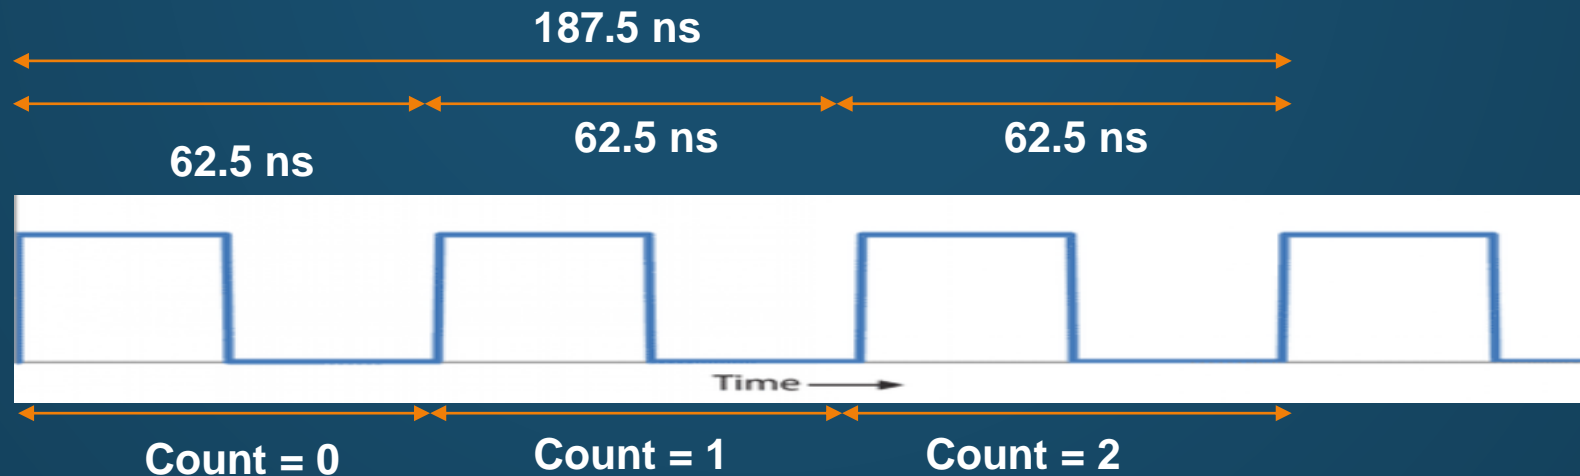 187.5 ns
62.5 ns
62.5 ns
62.5 ns
Time
Count = 0
Count = 1
Count = 2